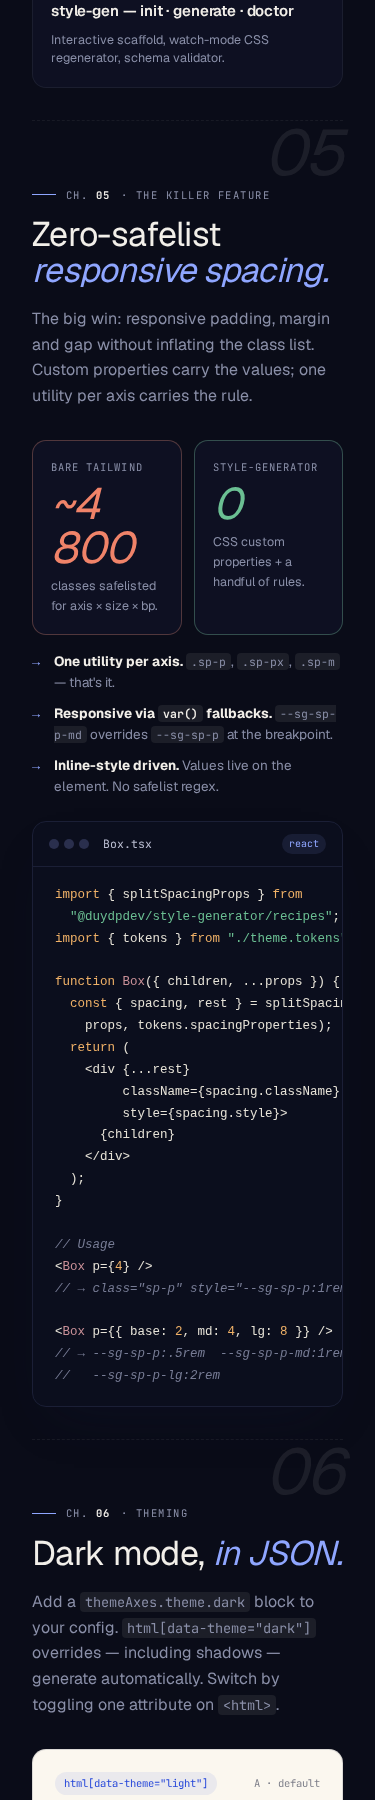 style-gen — init · generate · doctor
Interactive scaffold, watch-mode CSS
regenerator, schema validator.
05
CH. 05 · THE KILLER FEATURE
Zero-safelist
responsive spacing.
The big win: responsive padding, margin
and gap without inflating the class list.
Custom properties carry the values; one
utility per axis carries the rule.
BARE TAILWIND
~4
800
classes safelisted
for axis × size × bp.
STYLE-GENERATOR
0
CSS custom
properties + a
handful of rules.
→ One utility per axis. .sp-p, .sp-px, .sp-m
— that's it.
→ Responsive via var() fallbacks. --sg-sp-
p-md overrides --sg-sp-p at the breakpoint.
→ Inline-style driven. Values live on the
element. No safelist regex.
Box.tsx react
import { splitSpacingProps } from
"@duydpdev/style-generator/recipes";
import { tokens } from "./theme.tokens"
function Box({ children, ...props }) {
const { spacing, rest } = splitSpacin
props, tokens.spacingProperties);
return (
<div {...rest}
className={spacing.className}
style={spacing.style}>
{children}
</div>
);
}
// Usage
<Box p={4} />
// → class="sp-p" style="--sg-sp-p:1rem
<Box p={{ base: 2, md: 4, lg: 8 }} />
// → --sg-sp-p:.5rem --sg-sp-p-md:1rem
// --sg-sp-p-lg:2rem
06
CH. 06 · THEMING
Dark mode, in JSON.
Add a themeAxes.theme.dark block to
your config. html[data-theme="dark"]
overrides — including shadows —
generate automatically. Switch by
toggling one attribute on <html>.
html[data-theme="light"] A · default